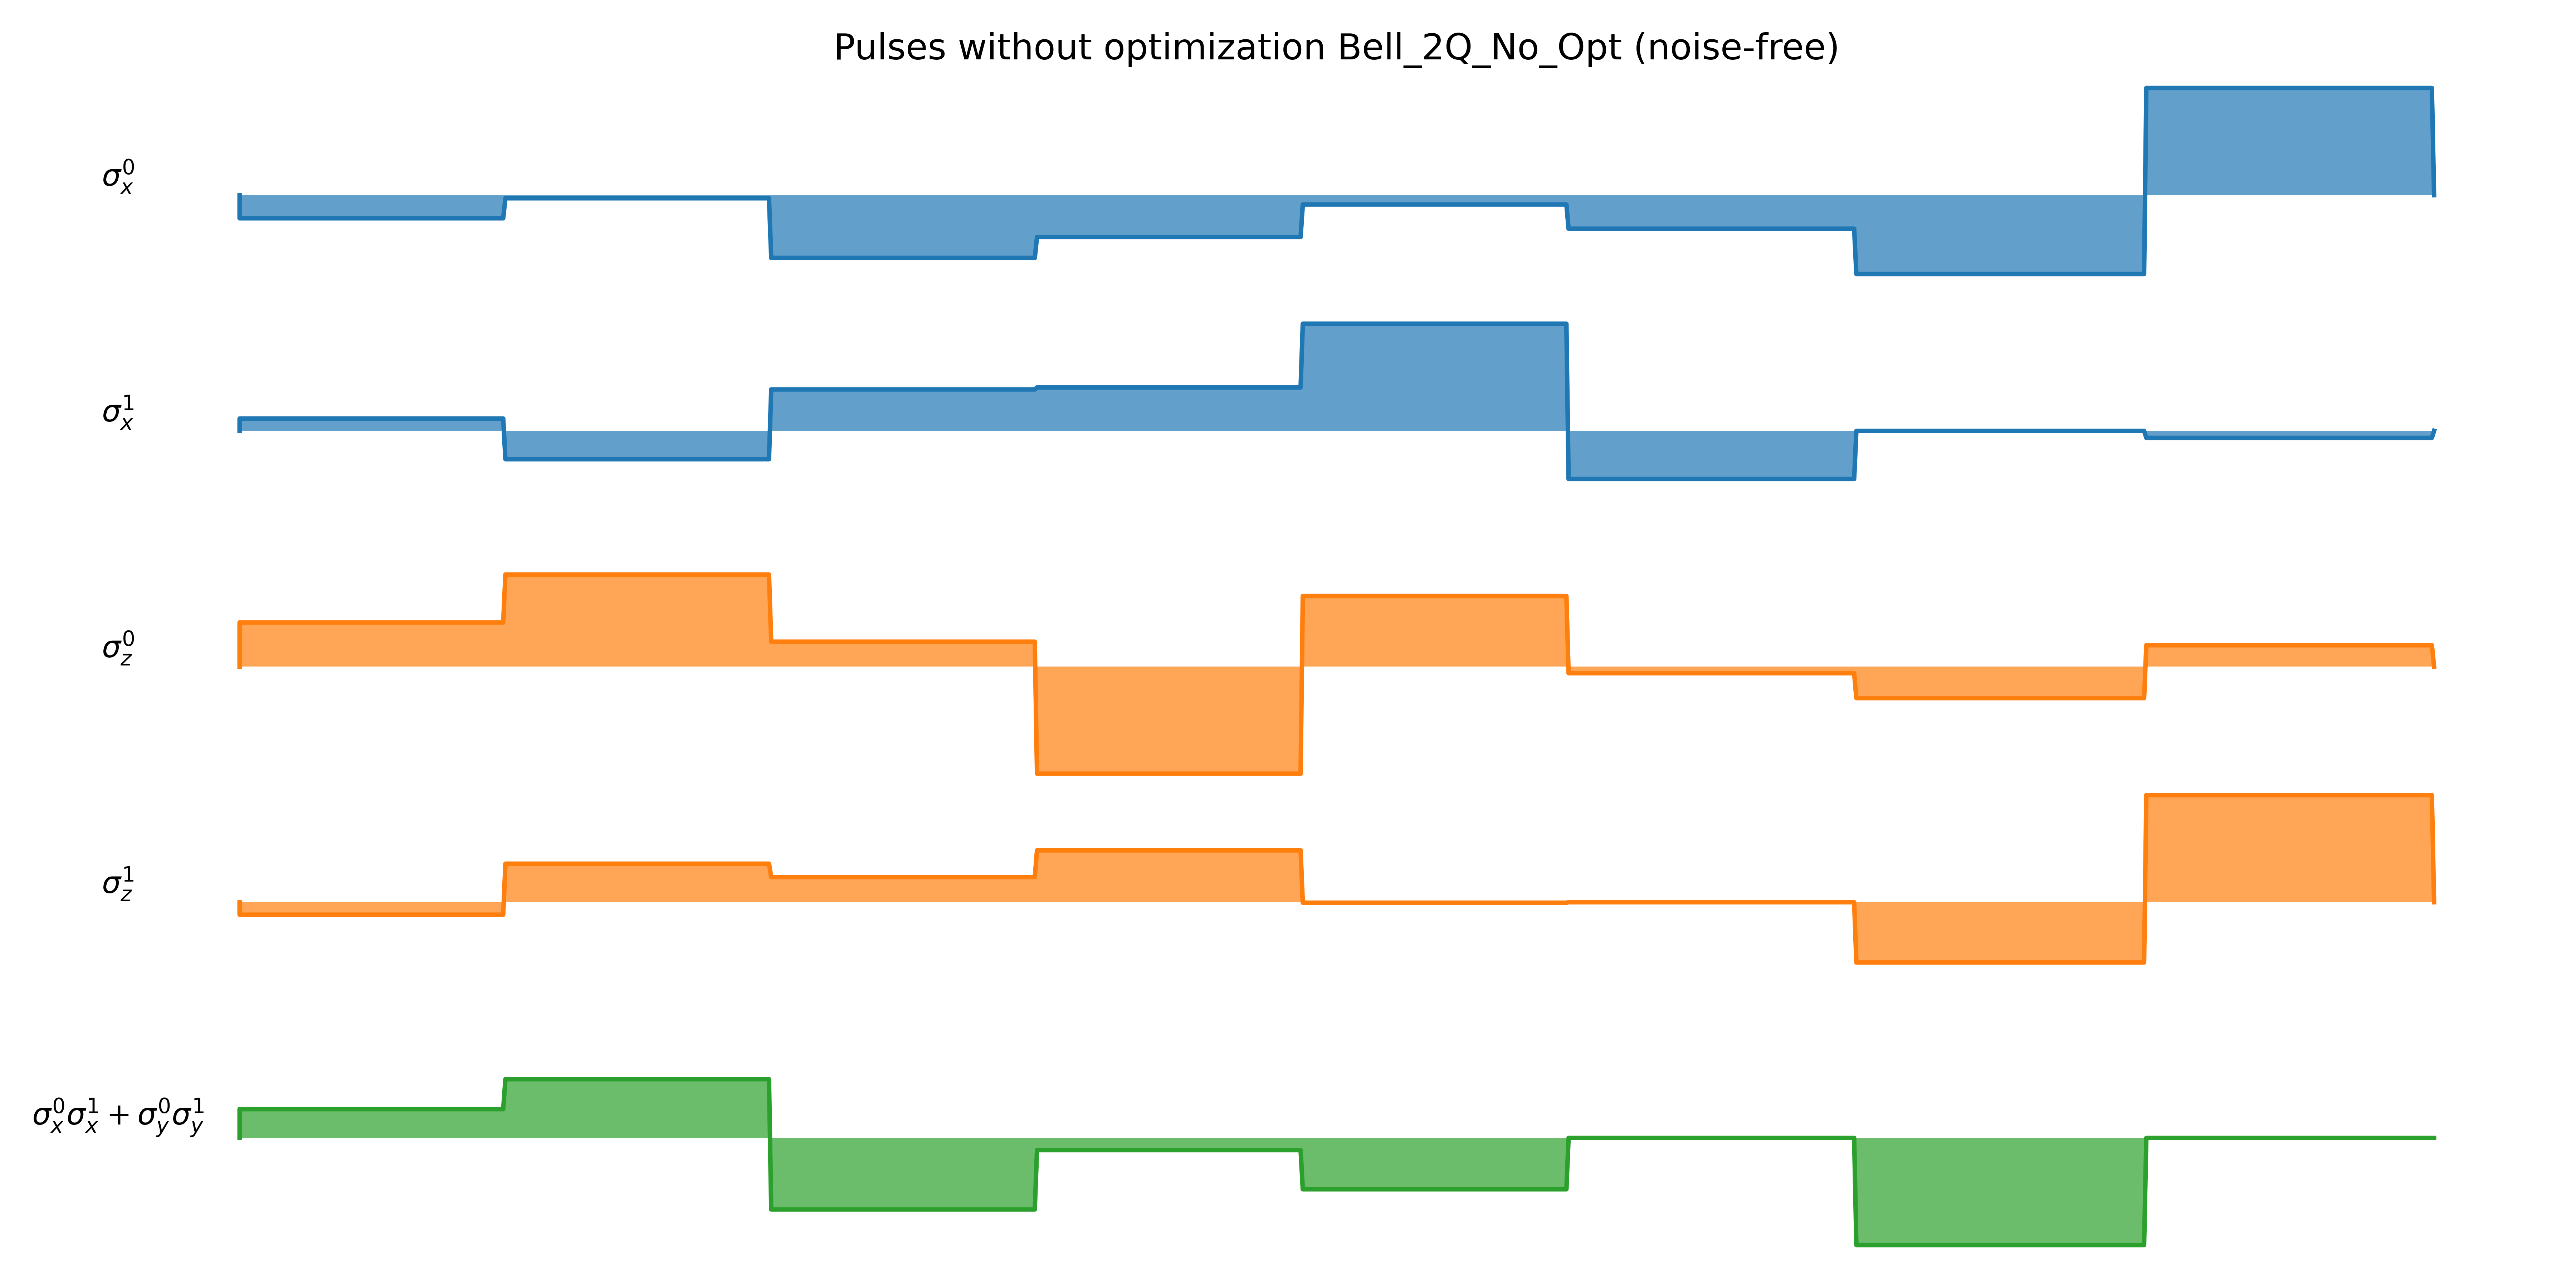 Pulses without optimization Bell_2Q_No_Opt (noise-free)
σ_x^0
σ_x^1
σ_z^0
σ_z^1
σ_x^0σ_x^1 + σ_y^0σ_y^1